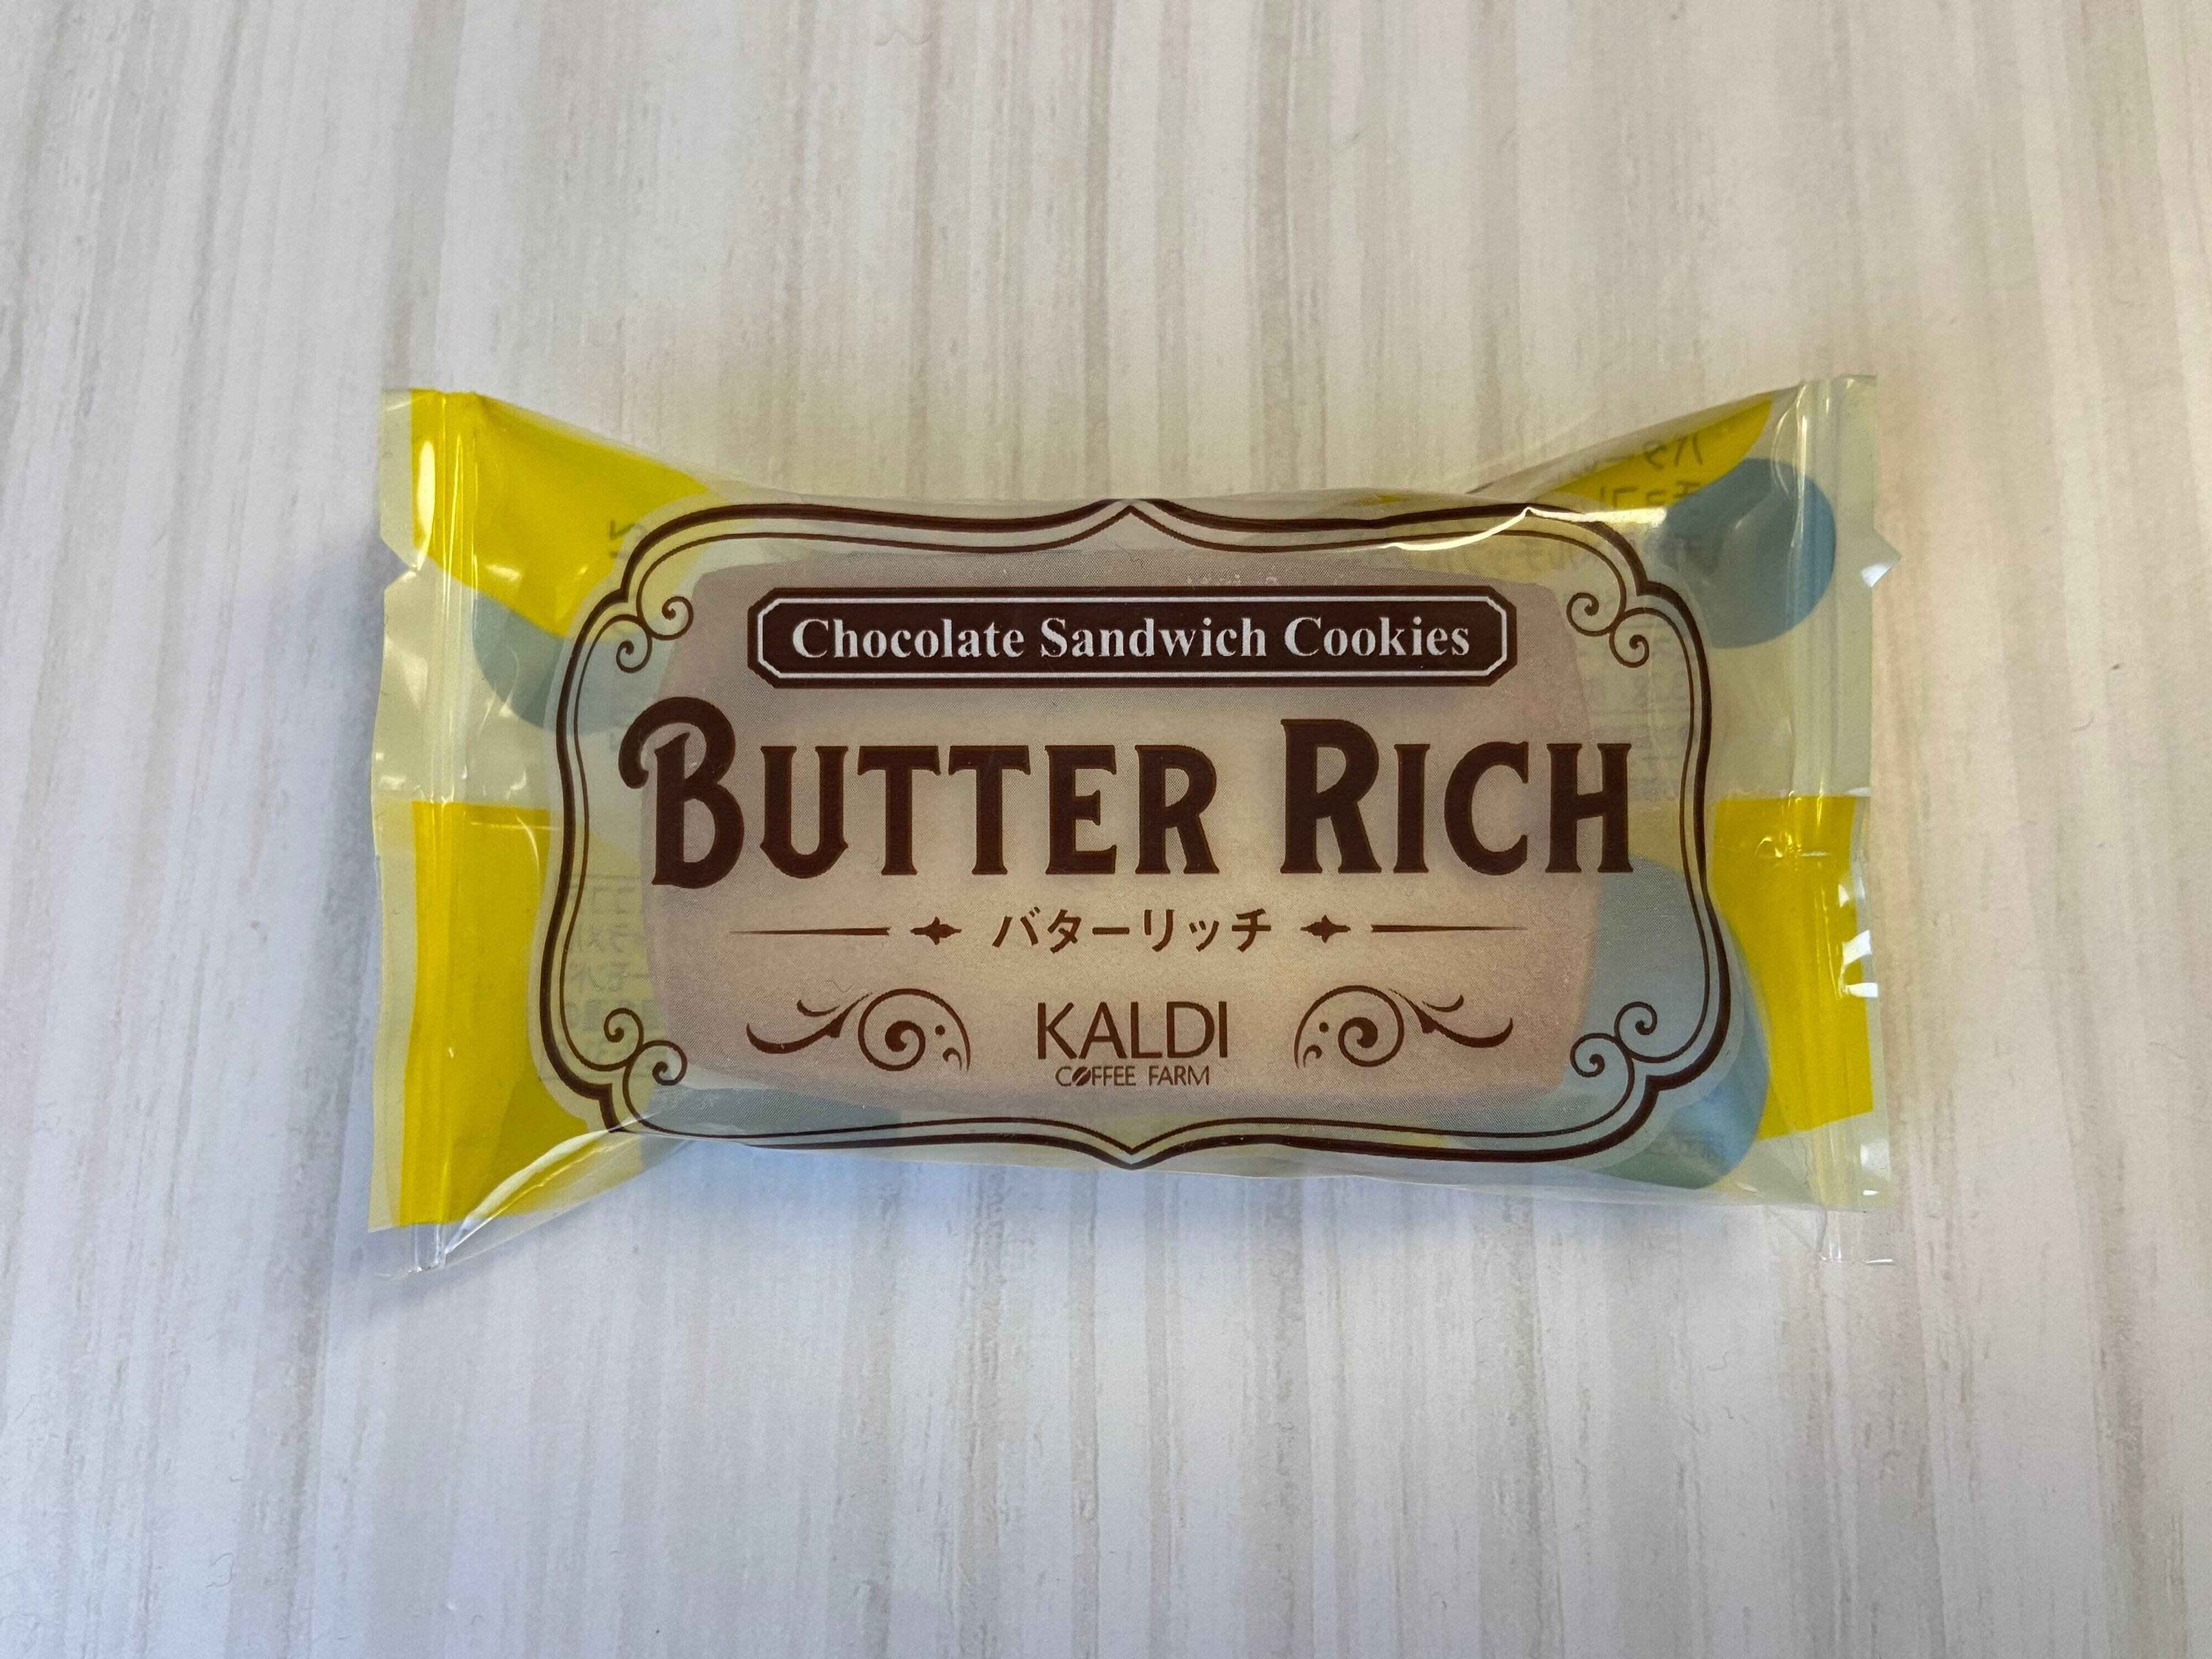 Chocolate Sandwich Cookies
BUTTER RICH
バターリッチ
KALDI
COFFEE FARM